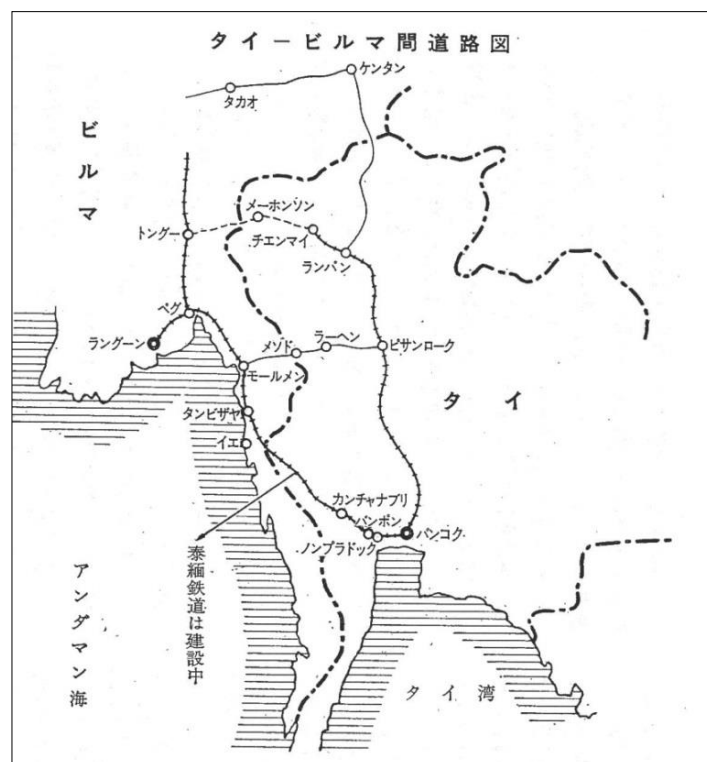 タイ－ビルマ間道路図
ケンタン
タカオ
ビルマ
メーホンソン
トングー
チエンマイ
ランパン
ペグ
ラングーン
メソド
ラーヘン
ピサンローク
モールメン
タイ
タンビザヤ
イエ
カンチャナブリ
バンポン
ノンプラドック
バンコク
泰緬鉄道は建設中
アンダマン海
タイ湾